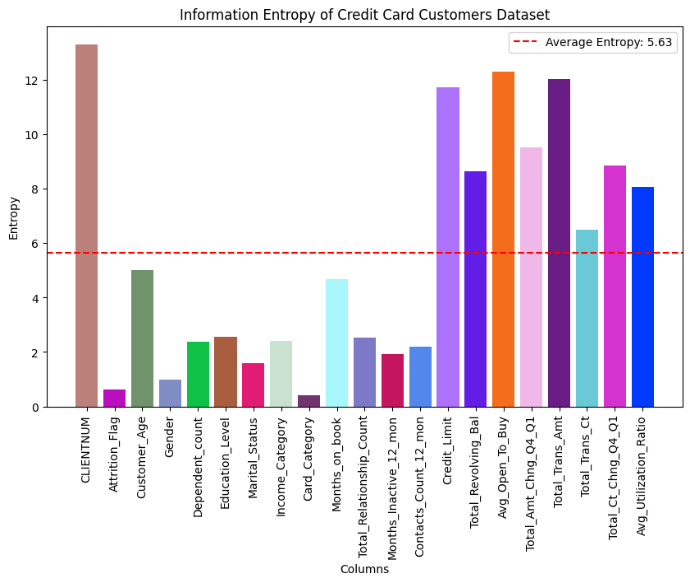 Information Entropy of Credit Card Customers Dataset
Average Entropy: 5.63
Entropy
12
10
8
6
4
2
0
CLIENTNUM
Attrition_Flag
Customer_Age
Gender
Dependent_count
Education_Level
Marital_Status
Income_Category
Card_Category
Months_on_book
Total_Relationship_Count
Months_Inactive_12_mon
Contacts_Count_12_mon
Credit_Limit
Total_Revolving_Bal
Avg_Open_To_Buy
Total_Amt_Chng_Q4_Q1
Total_Trans_Amt
Total_Trans_Ct
Total_Ct_Chng_Q4_Q1
Avg_Utilization_Ratio
Columns